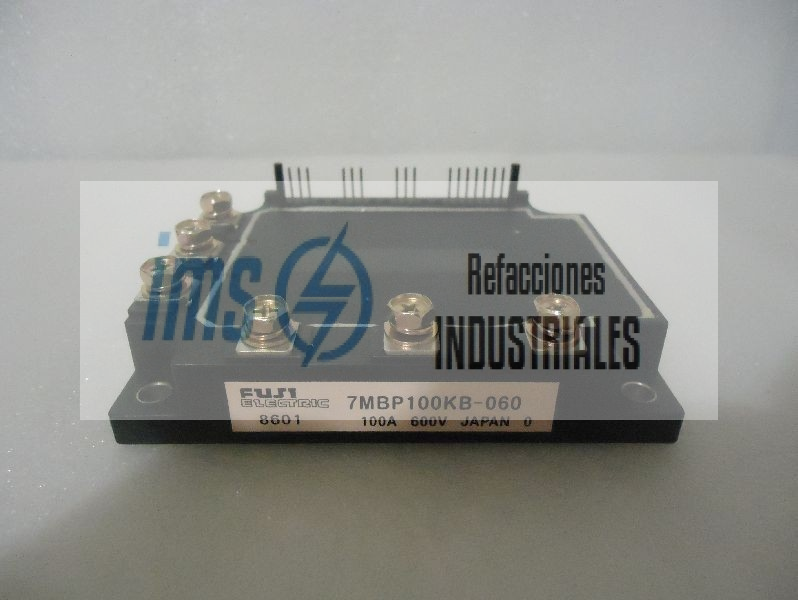 ims
Refacciones
INDUSTRIALES
FUJI
ELECTRIC
7MBP100KB-060
8601
100A 600V JAPAN 0